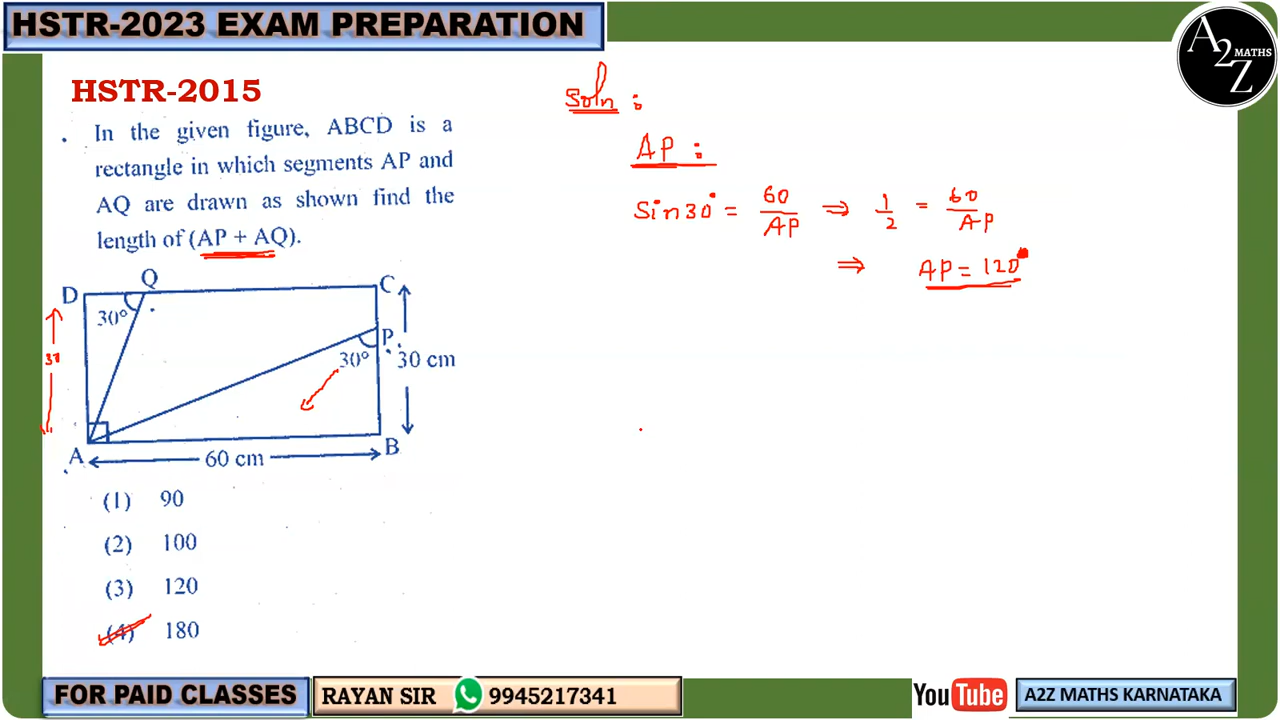 HSTR-2023 EXAM PREPARATION
A2Z MATHS
HSTR-2015
. In the given figure, ABCD is a
rectangle in which segments AP and
AQ are drawn as shown find the
length of (AP + AQ).
D Q C
30°
P
30° 30 cm
30
A B
60 cm
(1) 90
(2) 100
(3) 120
(4) 180
Soln :
AP :
Sin30° = 60/AP ⇒ 1/2 = 60/AP
⇒ AP = 120
FOR PAID CLASSES RAYAN SIR 9945217341 YouTube A2Z MATHS KARNATAKA